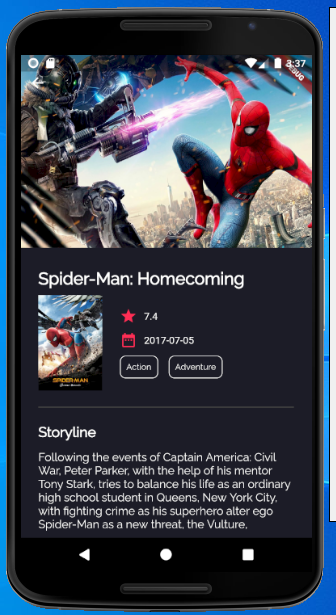 3:37
BUG
Spider-Man: Homecoming
7.4
2017-07-05
SPIDER-MAN
Action
Adventure
Storyline
Following the events of Captain America: Civil
War, Peter Parker, with the help of his mentor
Tony Stark, tries to balance his life as an ordinary
high school student in Queens, New York City,
with fighting crime as his superhero alter ego
Spider-Man as a new threat, the Vulture,